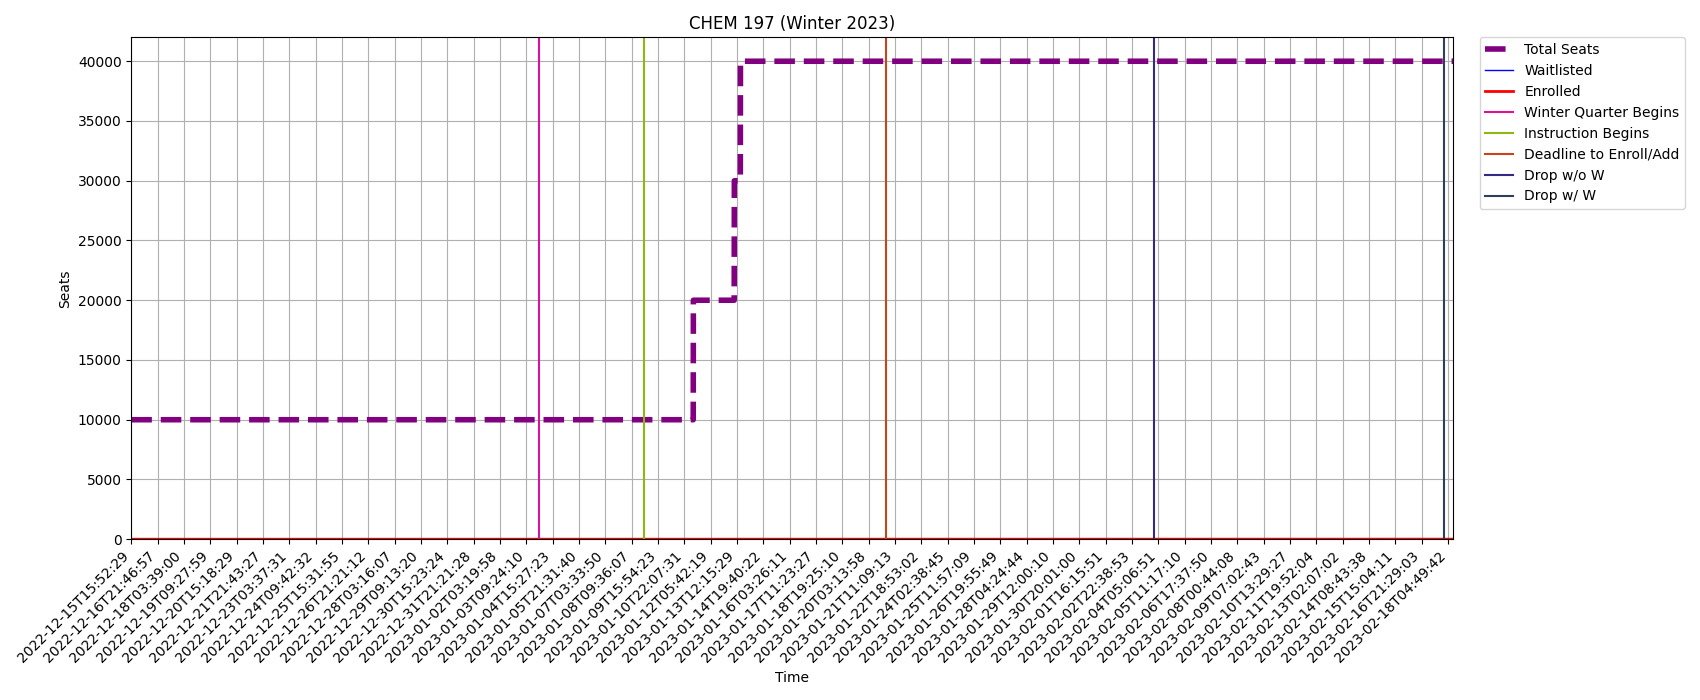 CHEM 197 (Winter 2023)
40000
35000
30000
25000
20000
15000
10000
5000
0
Seats
Total Seats
Waitlisted
Enrolled
Winter Quarter Begins
Instruction Begins
Deadline to Enroll/Add
Drop w/o W
Drop w/ W
2022-12-15T15:52:29
2022-12-16T21:46:57
2022-12-18T03:39:00
2022-12-19T09:27:59
2022-12-20T15:18:29
2022-12-21T21:43:27
2022-12-23T03:37:31
2022-12-24T09:42:32
2022-12-25T15:31:55
2022-12-26T21:21:12
2022-12-28T03:16:07
2022-12-29T09:13:20
2022-12-30T15:23:24
2022-12-31T21:21:28
2023-01-02T03:19:58
2023-01-03T09:24:10
2023-01-04T15:27:23
2023-01-05T21:31:40
2023-01-07T03:33:50
2023-01-08T09:36:07
2023-01-09T15:54:23
2023-01-10T22:07:31
2023-01-12T05:42:19
2023-01-13T12:15:29
2023-01-14T19:40:22
2023-01-16T03:26:11
2023-01-17T11:23:27
2023-01-18T19:25:10
2023-01-20T03:13:58
2023-01-21T11:09:13
2023-01-22T18:53:02
2023-01-24T02:38:45
2023-01-25T11:57:09
2023-01-26T19:55:49
2023-01-28T04:24:44
2023-01-29T12:00:10
2023-01-30T20:01:00
2023-02-01T16:15:51
2023-02-02T22:38:53
2023-02-04T05:06:51
2023-02-05T11:17:10
2023-02-06T17:37:50
2023-02-08T00:44:08
2023-02-09T07:02:43
2023-02-10T13:29:27
2023-02-11T19:52:04
2023-02-13T02:07:02
2023-02-14T08:43:38
2023-02-15T15:04:11
2023-02-16T21:29:03
2023-02-18T04:49:42
Time